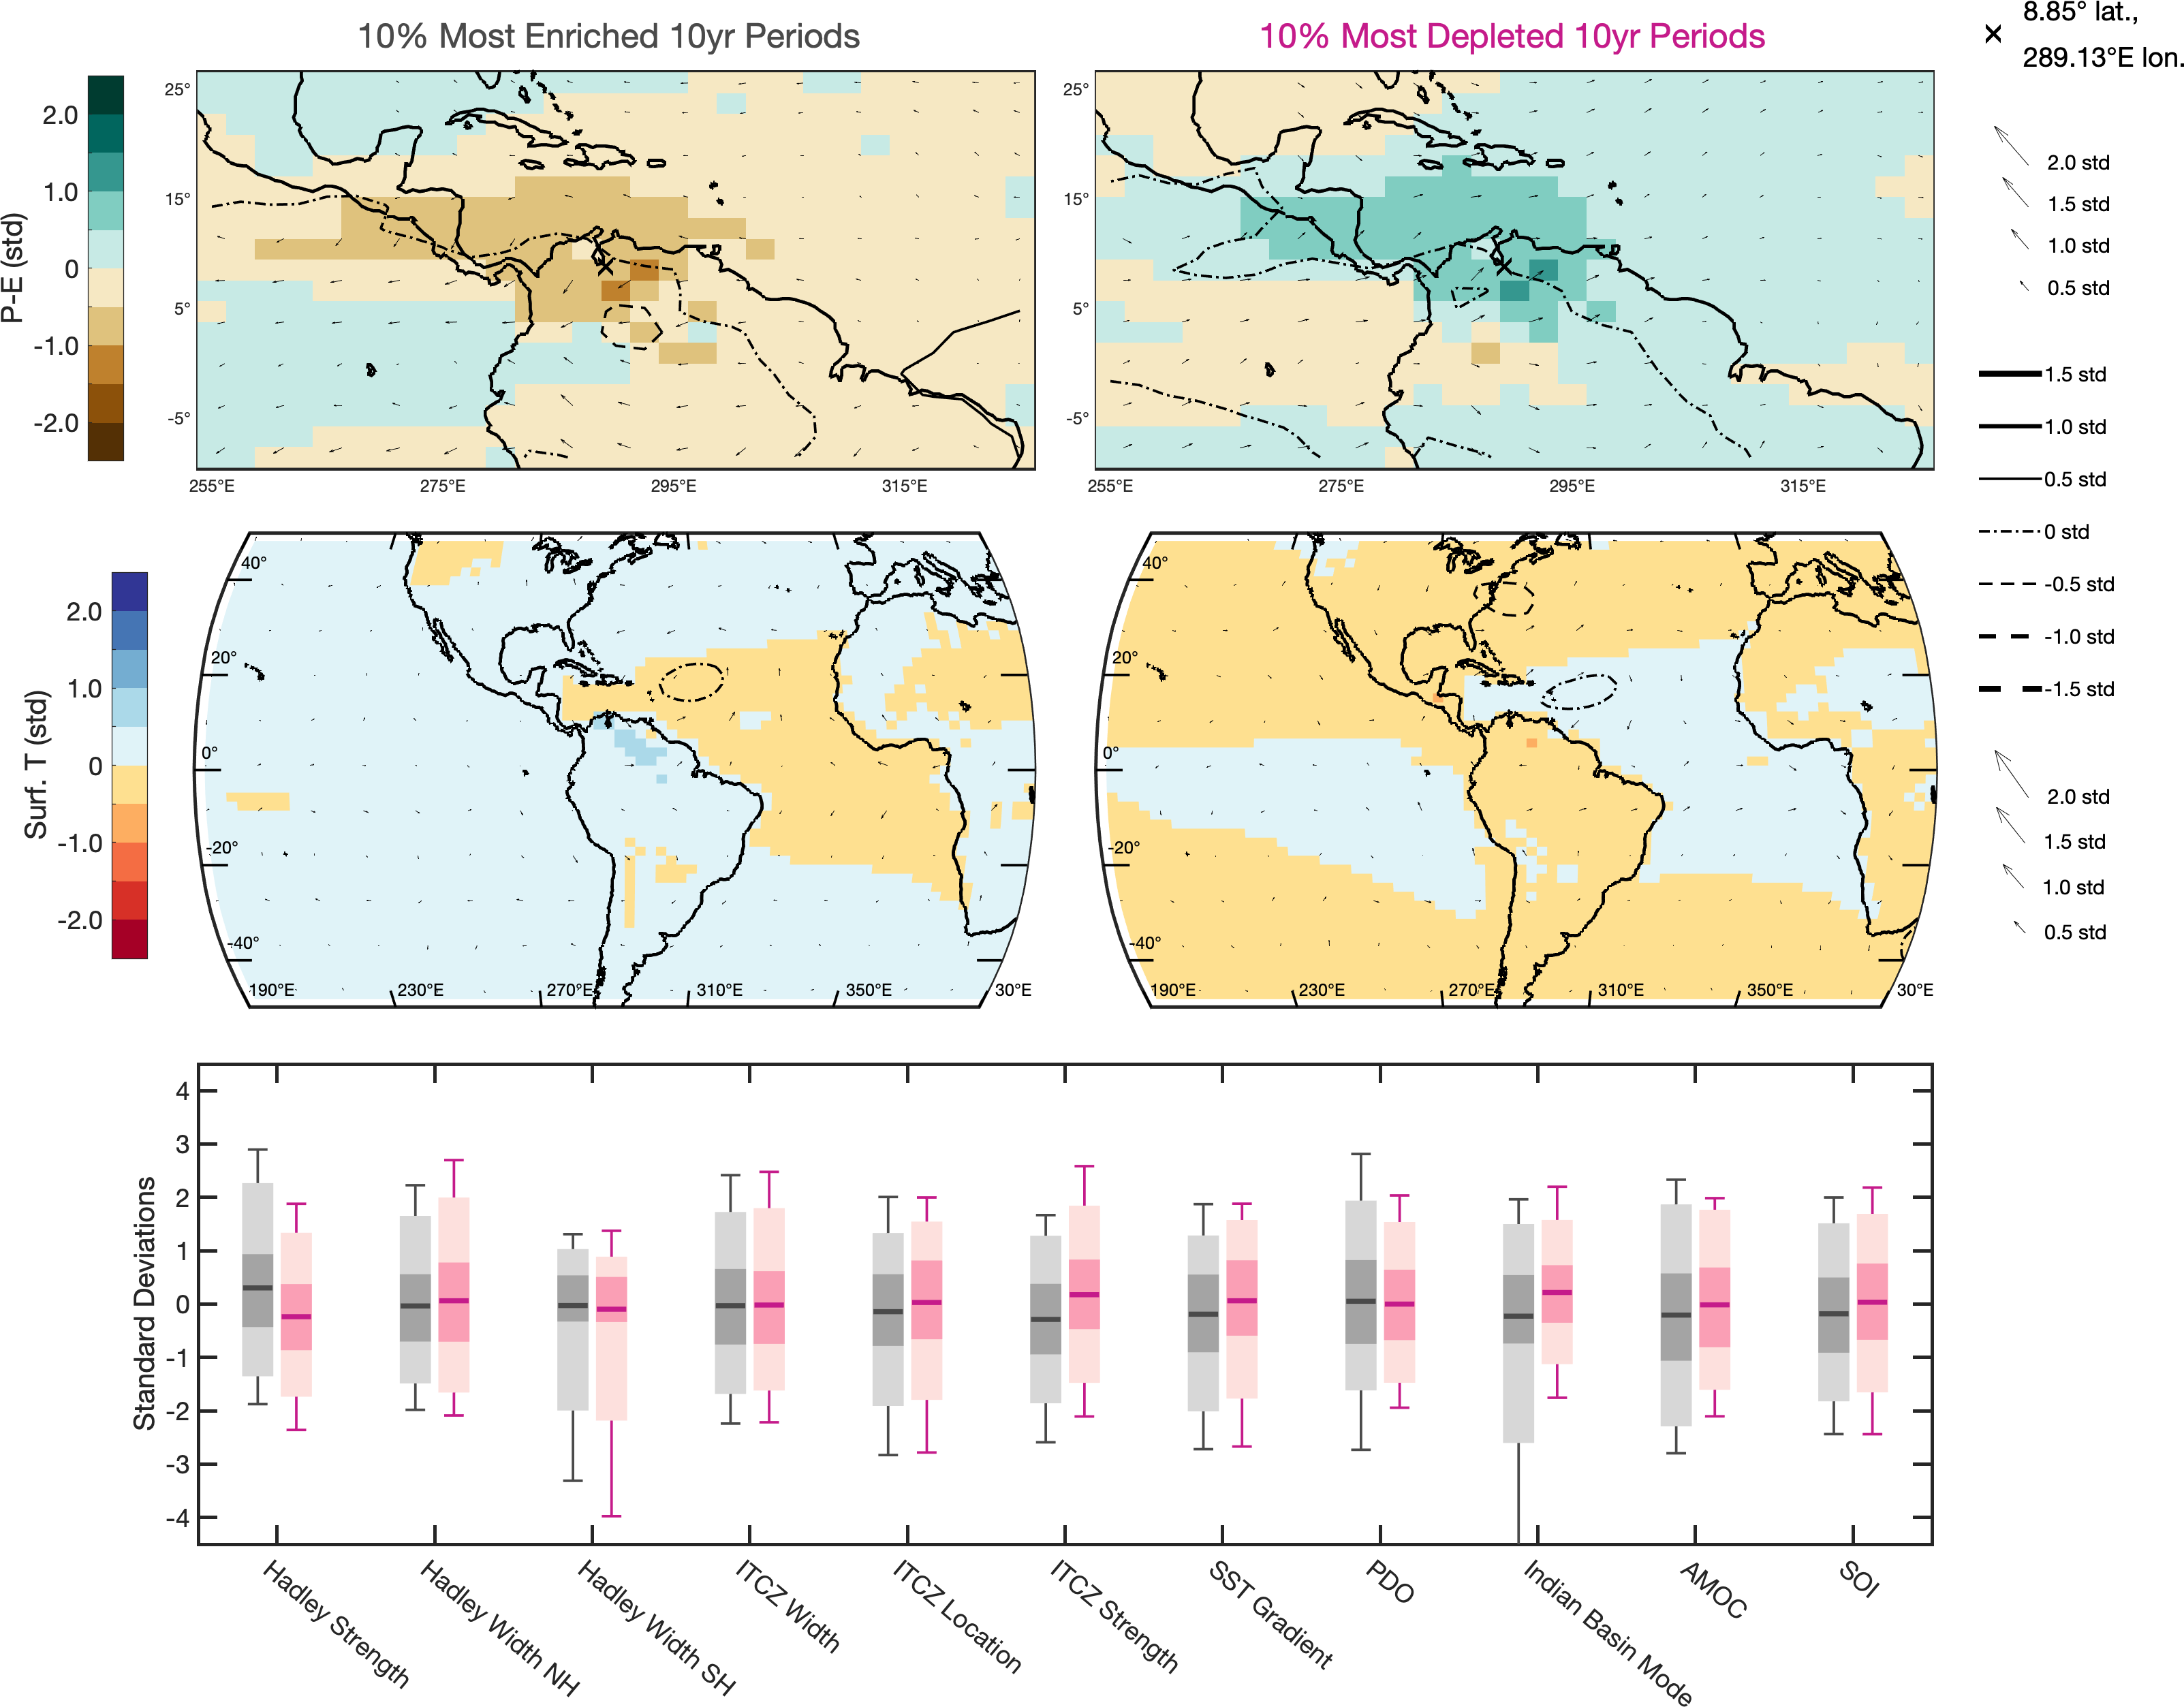 10% Most Enriched 10yr Periods
10% Most Depleted 10yr Periods
8.85° lat.,
289.13°E lon.
P-E (std)
2.0
1.0
0
-1.0
-2.0
25°
15°
5°
-5°
255°E
275°E
295°E
315°E
25°
15°
5°
-5°
255°E
275°E
295°E
315°E
2.0 std
1.5 std
1.0 std
0.5 std
1.5 std
1.0 std
0.5 std
0 std
-0.5 std
-1.0 std
-1.5 std
Surf. T (std)
2.0
1.0
0
-1.0
-2.0
40°
20°
0°
-20°
-40°
190°E
230°E
270°E
310°E
350°E
30°E
40°
20°
0°
-20°
-40°
190°E
230°E
270°E
310°E
350°E
30°E
2.0 std
1.5 std
1.0 std
0.5 std
Standard Deviations
4
3
2
1
0
-1
-2
-3
-4
Hadley Strength
Hadley Width NH
Hadley Width SH
ITCZ Width
ITCZ Location
ITCZ Strength
SST Gradient
PDO
Indian Basin Mode
AMOC
SOI